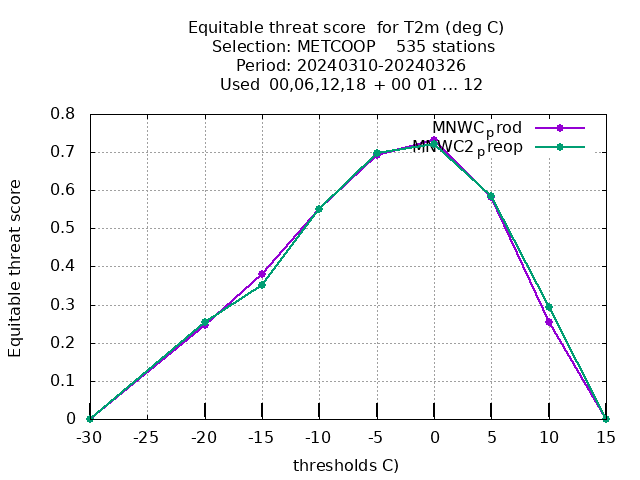 Equitable threat score  for T2m (deg C)
Selection: METCOOP    535 stations
Period: 20240310-20240326
Used  00,06,12,18  + 00 01 ... 12
MNWCprod
MNWC2preop
Equitable threat score
0.8
0.7
0.6
0.5
0.4
0.3
0.2
0.1
0
-30 -25 -20 -15 -10 -5 0 5 10 15
thresholds C)